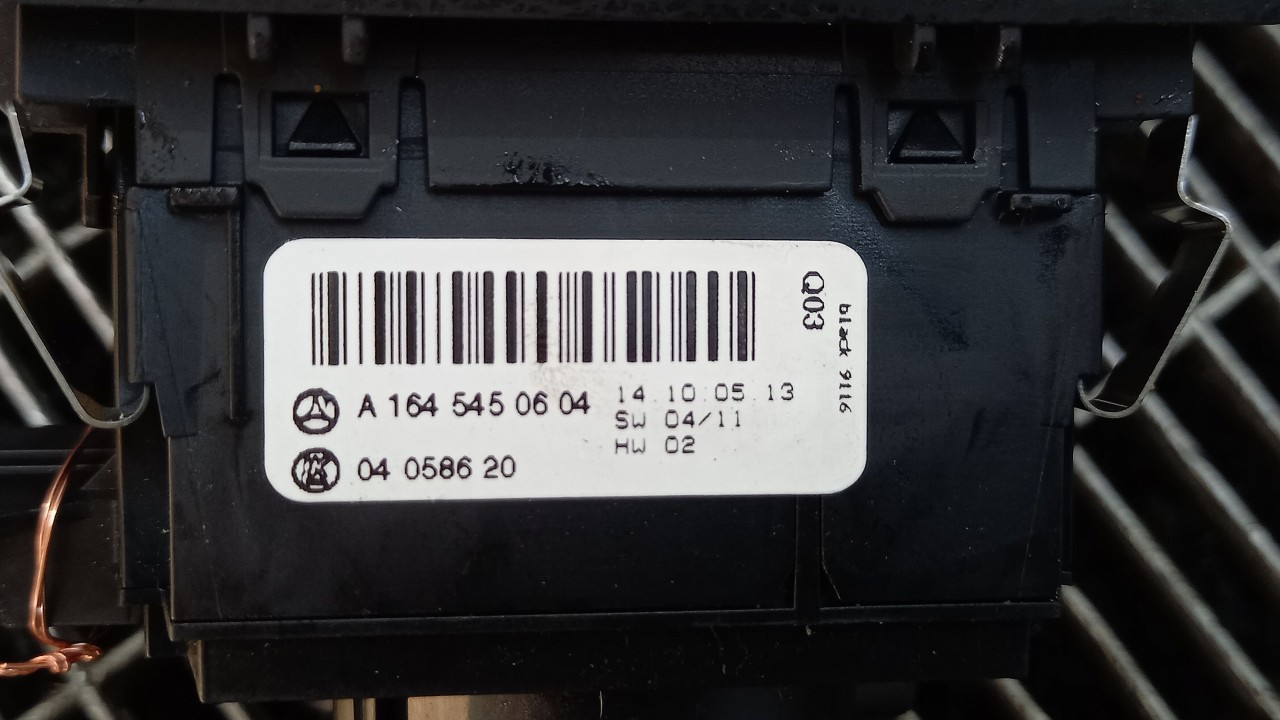 A 164 545 06 04
14.10.05.13
SW 04/11
HW 02
04 0586 20
Q03
black 9116